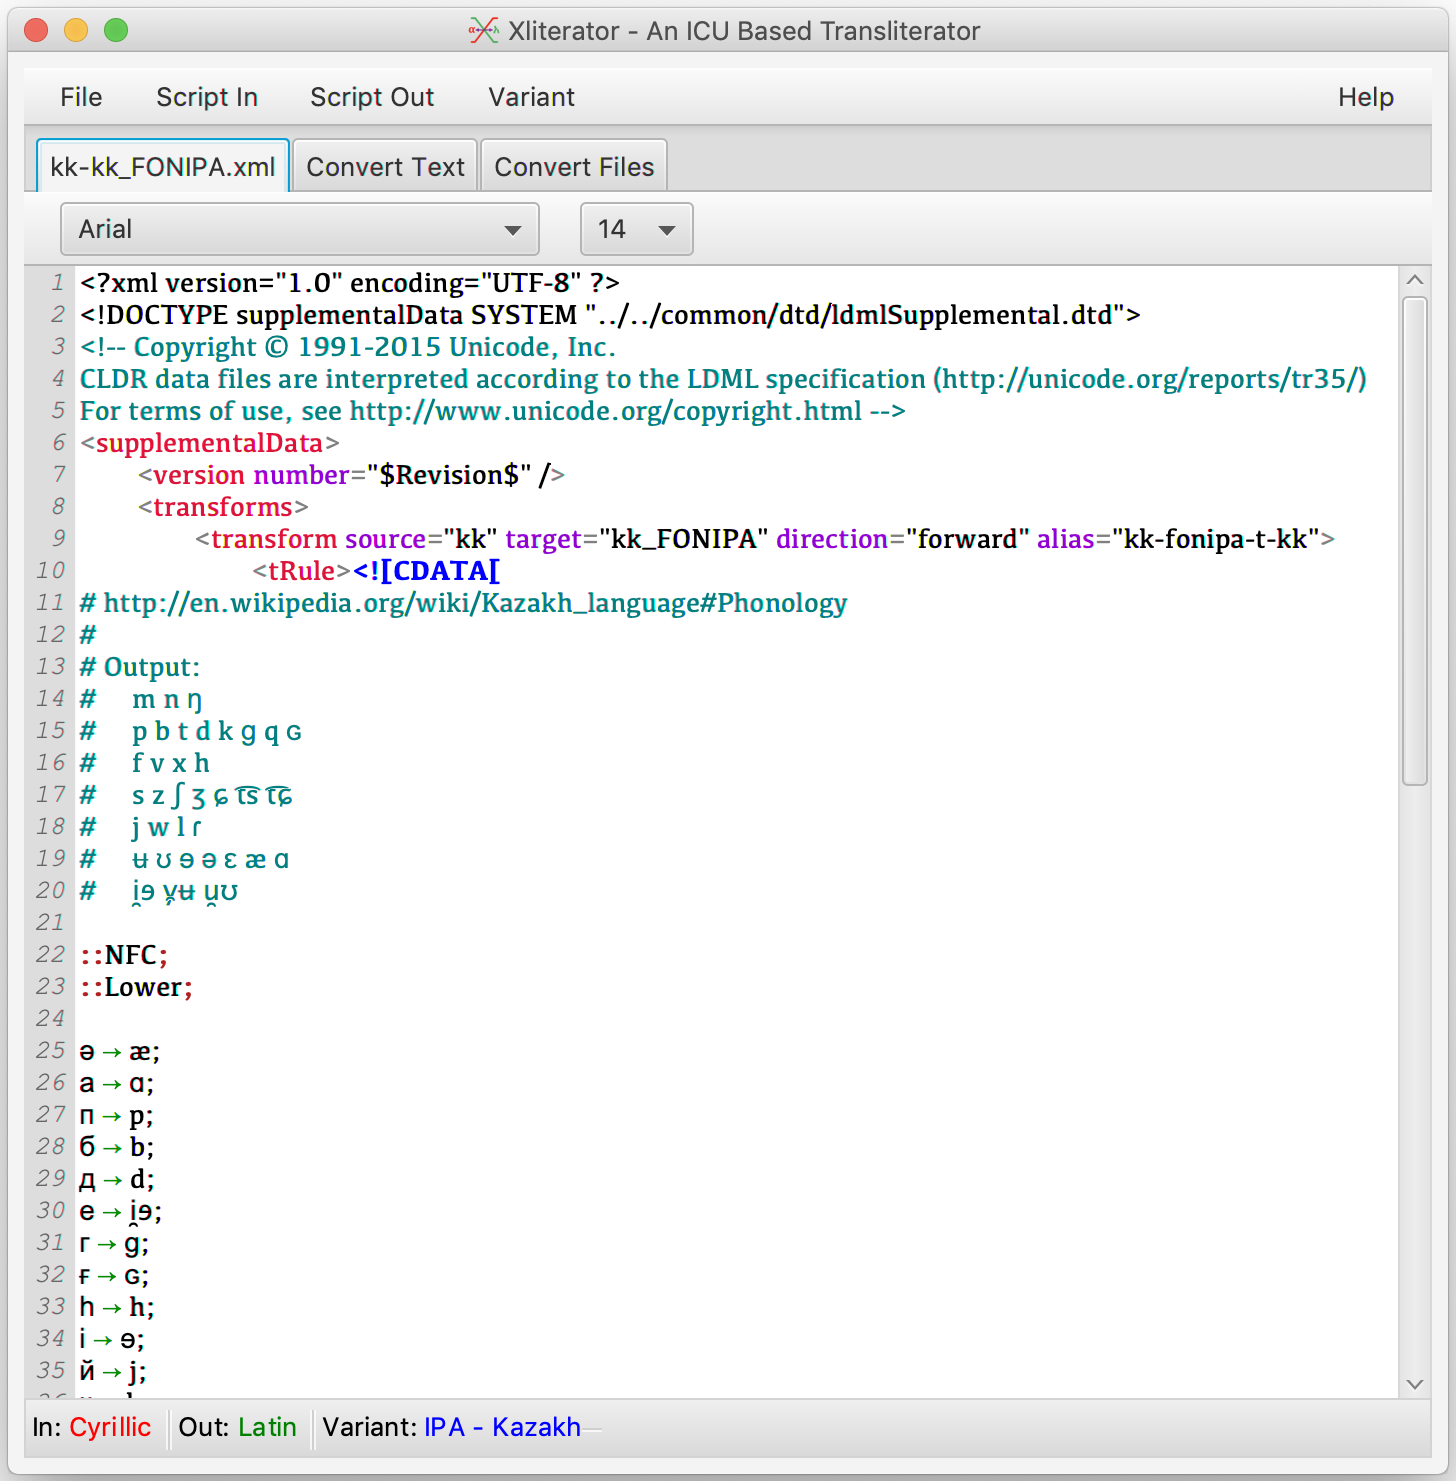 Xliterator - An ICU Based Transliterator
File Script In Script Out Variant Help
kk-kk_FONIPA.xml Convert Text Convert Files
Arial 14
1 <?xml version="1.0" encoding="UTF-8" ?>
2 <!DOCTYPE supplementalData SYSTEM "../../common/dtd/ldmlSupplemental.dtd">
3 <!-- Copyright © 1991-2015 Unicode, Inc.
4 CLDR data files are interpreted according to the LDML specification (http://unicode.org/reports/tr35/)
5 For terms of use, see http://www.unicode.org/copyright.html -->
6 <supplementalData>
7 <version number="$Revision$" />
8 <transforms>
9 <transform source="kk" target="kk_FONIPA" direction="forward" alias="kk-fonipa-t-kk">
10 <tRule><![CDATA[
11 # http://en.wikipedia.org/wiki/Kazakh_language#Phonology
12 #
13 # Output:
14 # m n ŋ
15 # p b t d k ɡ q ɢ
16 # f v x h
17 # s z ʃ ʒ ɕ t͡s t͡ɕ
18 # j w l ɾ
19 # ʉ ʊ ɘ ə ɛ æ ɑ
20 # i̯ɘ y̯ʉ u̯ʊ
21
22 ::NFC;
23 ::Lower;
24
25 ә → æ;
26 а → ɑ;
27 п → p;
28 б → b;
29 д → d;
30 е → i̯ɘ;
31 г → ɡ;
32 ғ → ɢ;
33 һ → h;
34 і → ɘ;
35 й → j;
In: Cyrillic Out: Latin Variant: IPA - Kazakh